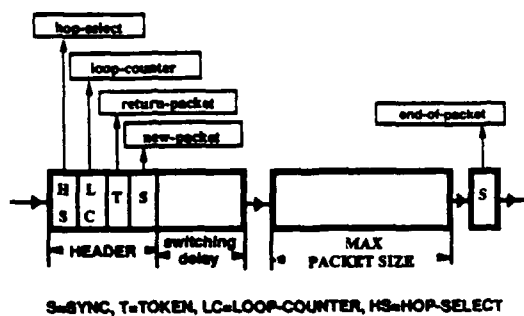 hop-select
loop-counter
return-packet
new-packet
end-of-packet
H S
L C
T
S
S
HEADER
switching delay
MAX
PACKET SIZE
S=SYNC, T=TOKEN, LC=LOOP-COUNTER, HS=HOP-SELECT